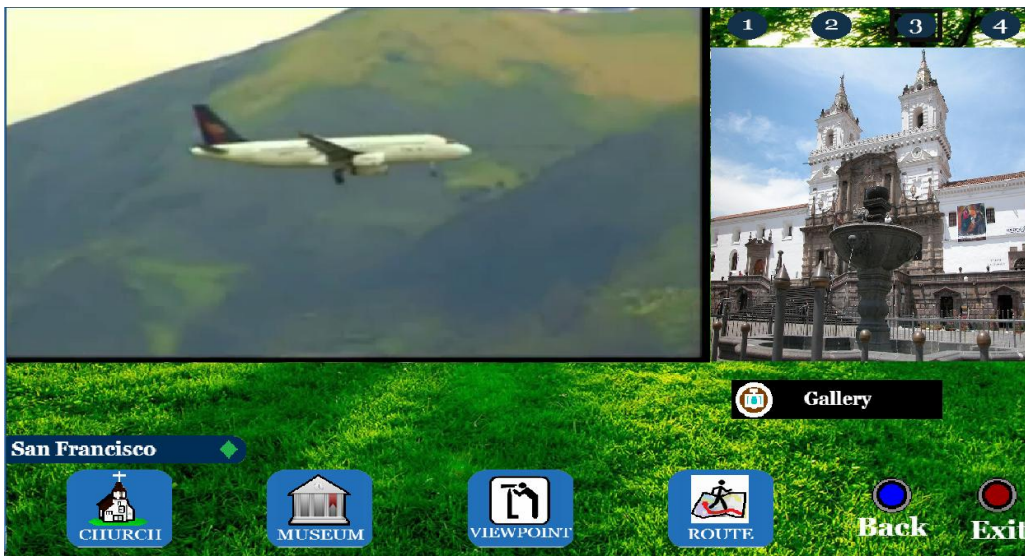 1 2 3 4
Gallery
San Francisco
CHURCH
MUSEUM
VIEWPOINT
ROUTE
Back
Exit